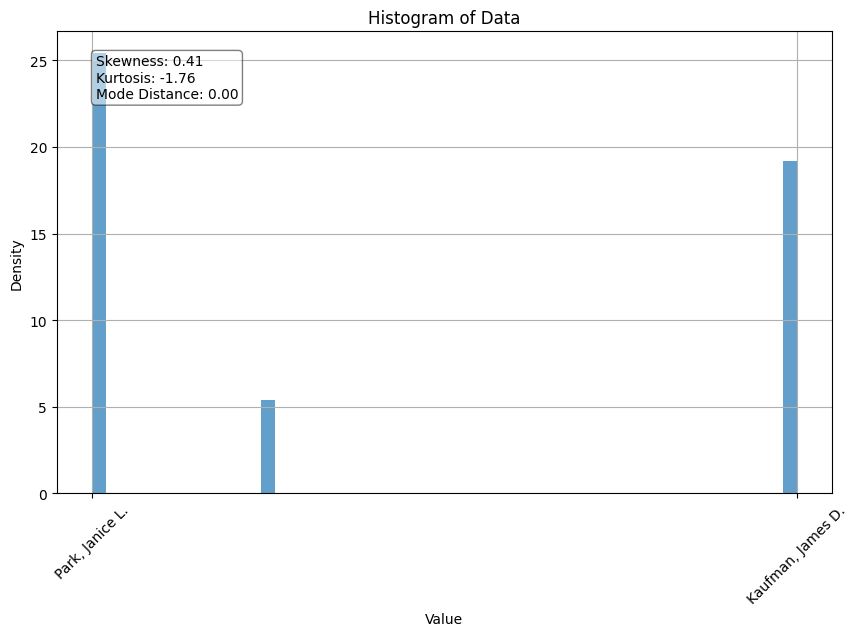 Histogram of Data
Skewness: 0.41
Kurtosis: -1.76
Mode Distance: 0.00
25
20
15
10
5
0
Density
Park, Janice L.
Kaufman, James D.
Value